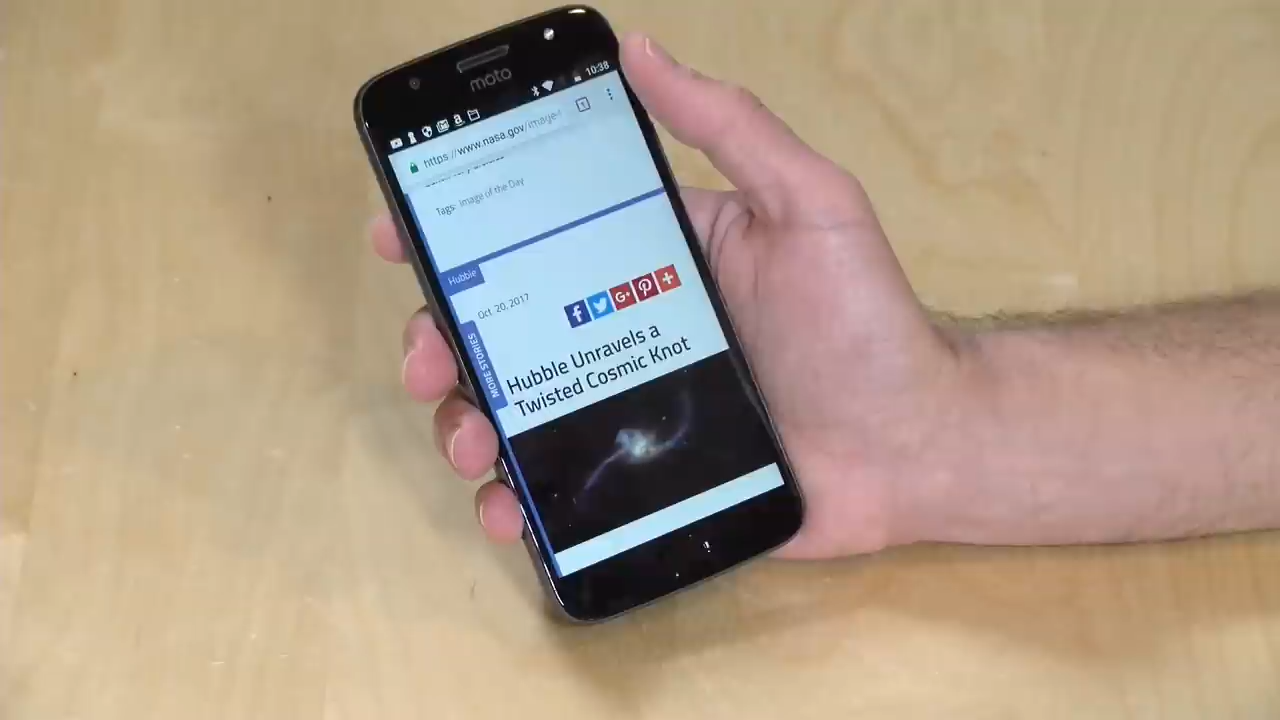 moto
10:38
https://www.nasa.gov/image-
1
Tags: Image of the Day
Hubble
Oct. 20, 2017
MORE STORIES
Hubble Unravels a
Twisted Cosmic Knot